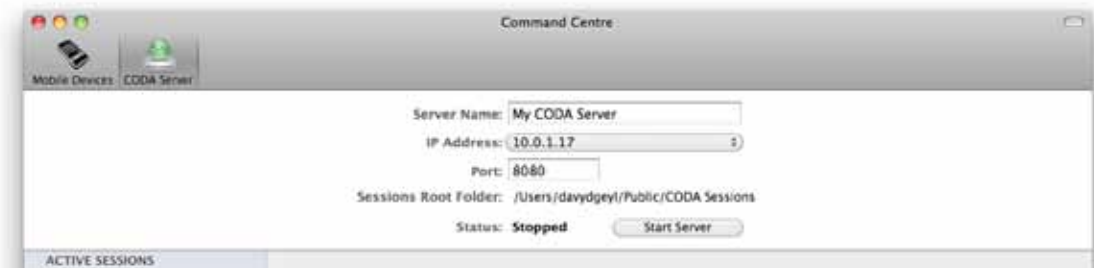 Command Centre
Mobile Devices CODA Server
Server Name: My CODA Server
IP Address: 10.0.1.17
Port: 8080
Sessions Root Folder: /Users/davydgeyl/Public/CODA Sessions
Status: Stopped Start Server
ACTIVE SESSIONS